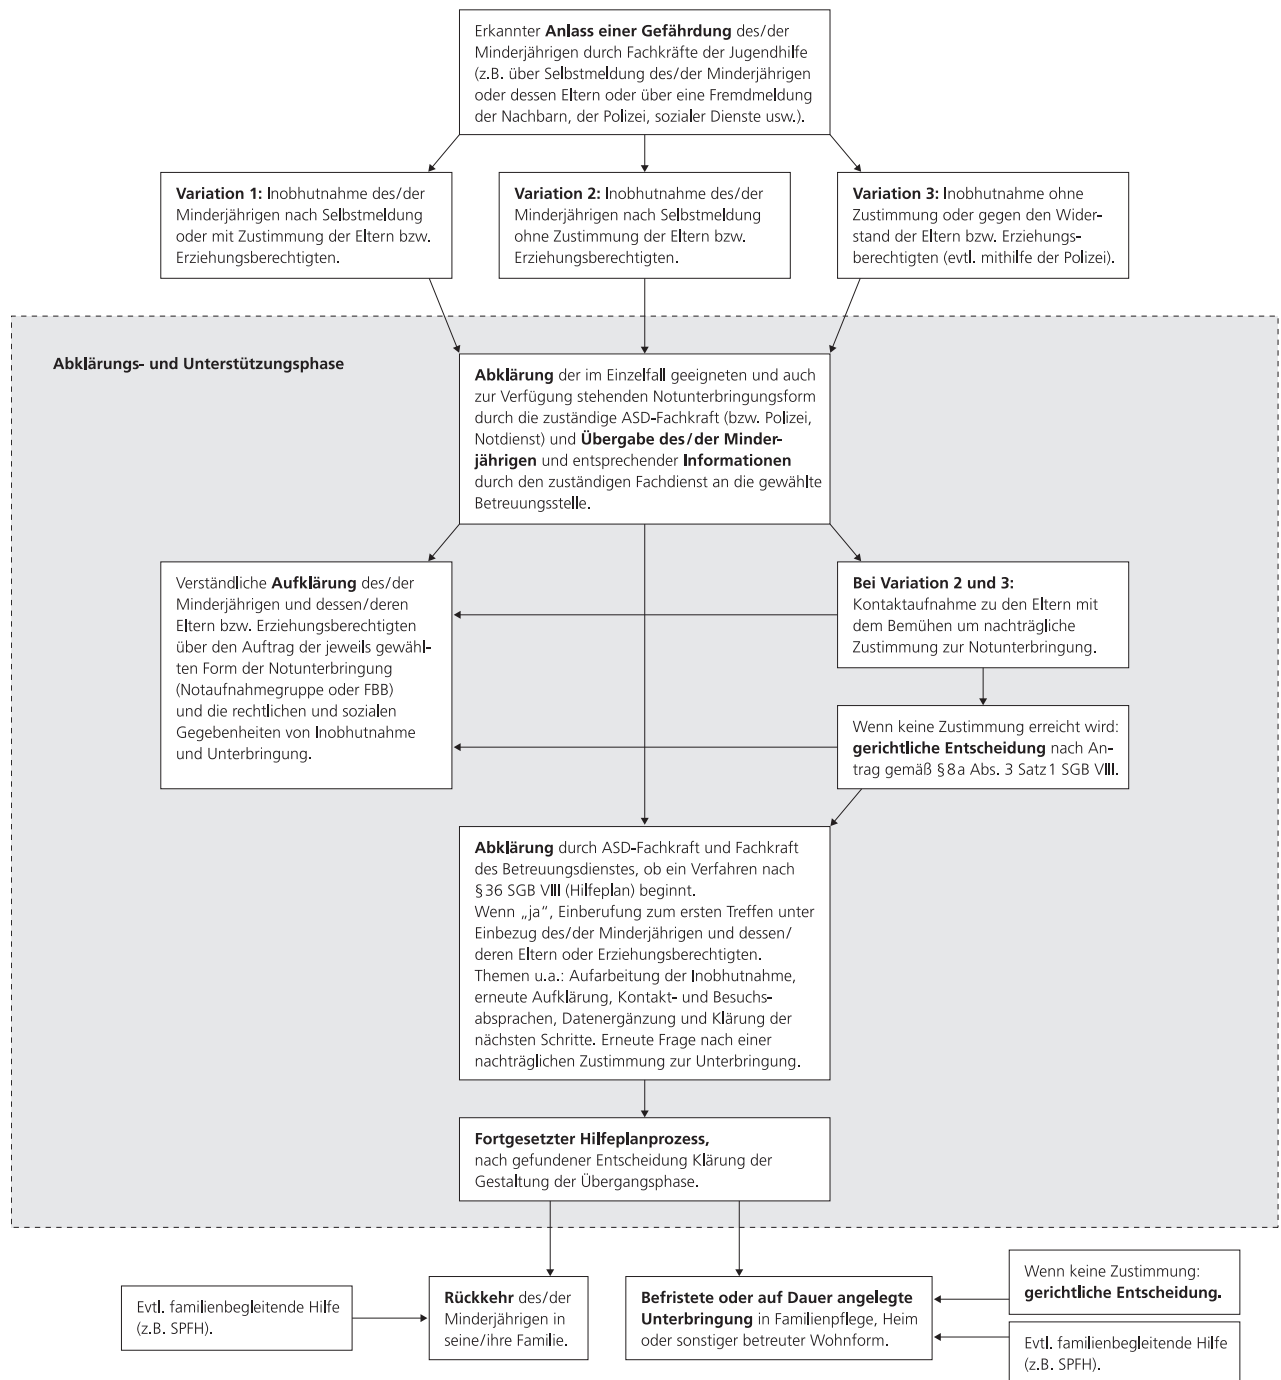 Erkannter Anlass einer Gefährdung des/der
Minderjährigen durch Fachkräfte der Jugendhilfe
(z.B. über Selbstmeldung des/der Minderjährigen
oder dessen Eltern oder über eine Fremdmeldung
der Nachbarn, der Polizei, sozialer Dienste usw.).
Variation 1: Inobhutnahme des/der
Minderjährigen nach Selbstmeldung
oder mit Zustimmung der Eltern bzw.
Erziehungsberechtigten.
Variation 2: Inobhutnahme des/der
Minderjährigen nach Selbstmeldung
ohne Zustimmung der Eltern bzw.
Erziehungsberechtigten.
Variation 3: Inobhutnahme ohne
Zustimmung oder gegen den Wider-
stand der Eltern bzw. Erziehungs-
berechtigten (evtl. mithilfe der Polizei).
Abklärungs- und Unterstützungsphase
Abklärung der im Einzelfall geeigneten und auch
zur Verfügung stehenden Notunterbringungsform
durch die zuständige ASD-Fachkraft (bzw. Polizei,
Notdienst) und Übergabe des/der Minder-
jährigen und entsprechender Informationen
durch den zuständigen Fachdienst an die gewählte
Betreuungsstelle.
Verständliche Aufklärung des/der
Minderjährigen und dessen/deren
Eltern bzw. Erziehungsberechtigten
über den Auftrag der jeweils gewähl-
ten Form der Notunterbringung
(Notaufnahmegruppe oder FBB)
und die rechtlichen und sozialen
Gegebenheiten von Inobhutnahme
und Unterbringung.
Bei Variation 2 und 3:
Kontaktaufnahme zu den Eltern mit
dem Bemühen um nachträgliche
Zustimmung zur Notunterbringung.
Wenn keine Zustimmung erreicht wird:
gerichtliche Entscheidung nach An-
trag gemäß §8a Abs. 3 Satz1 SGB VIII.
Abklärung durch ASD-Fachkraft und Fachkraft
des Betreuungsdienstes, ob ein Verfahren nach
§36 SGB VIII (Hilfeplan) beginnt.
Wenn „ja“, Einberufung zum ersten Treffen unter
Einbezug des/der Minderjährigen und dessen/
deren Eltern oder Erziehungsberechtigten.
Themen u.a.: Aufarbeitung der Inobhutnahme,
erneute Aufklärung, Kontakt- und Besuchs-
absprachen, Datenergänzung und Klärung der
nächsten Schritte. Erneute Frage nach einer
nachträglichen Zustimmung zur Unterbringung.
Fortgesetzter Hilfeplanprozess,
nach gefundener Entscheidung Klärung der
Gestaltung der Übergangsphase.
Evtl. familienbegleitende Hilfe
(z.B. SPFH).
Rückkehr des/der
Minderjährigen in
seine/ihre Familie.
Befristete oder auf Dauer angelegte
Unterbringung in Familienpflege, Heim
oder sonstiger betreuter Wohnform.
Wenn keine Zustimmung:
gerichtliche Entscheidung.
Evtl. familienbegleitende Hilfe
(z.B. SPFH).